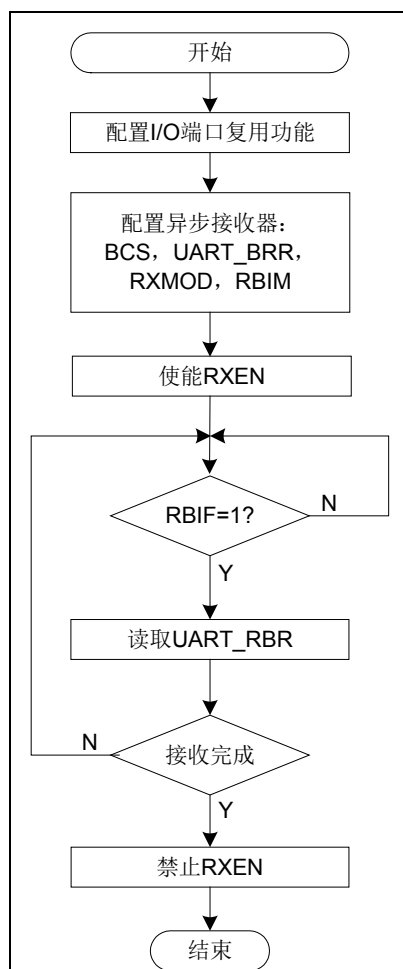 开始
配置I/O端口复用功能
配置异步接收器：
BCS，UART_BRR，
RXMOD，RBIM
使能RXEN
RBIF=1?
N
Y
读取UART_RBR
N
接收完成
Y
禁止RXEN
结束